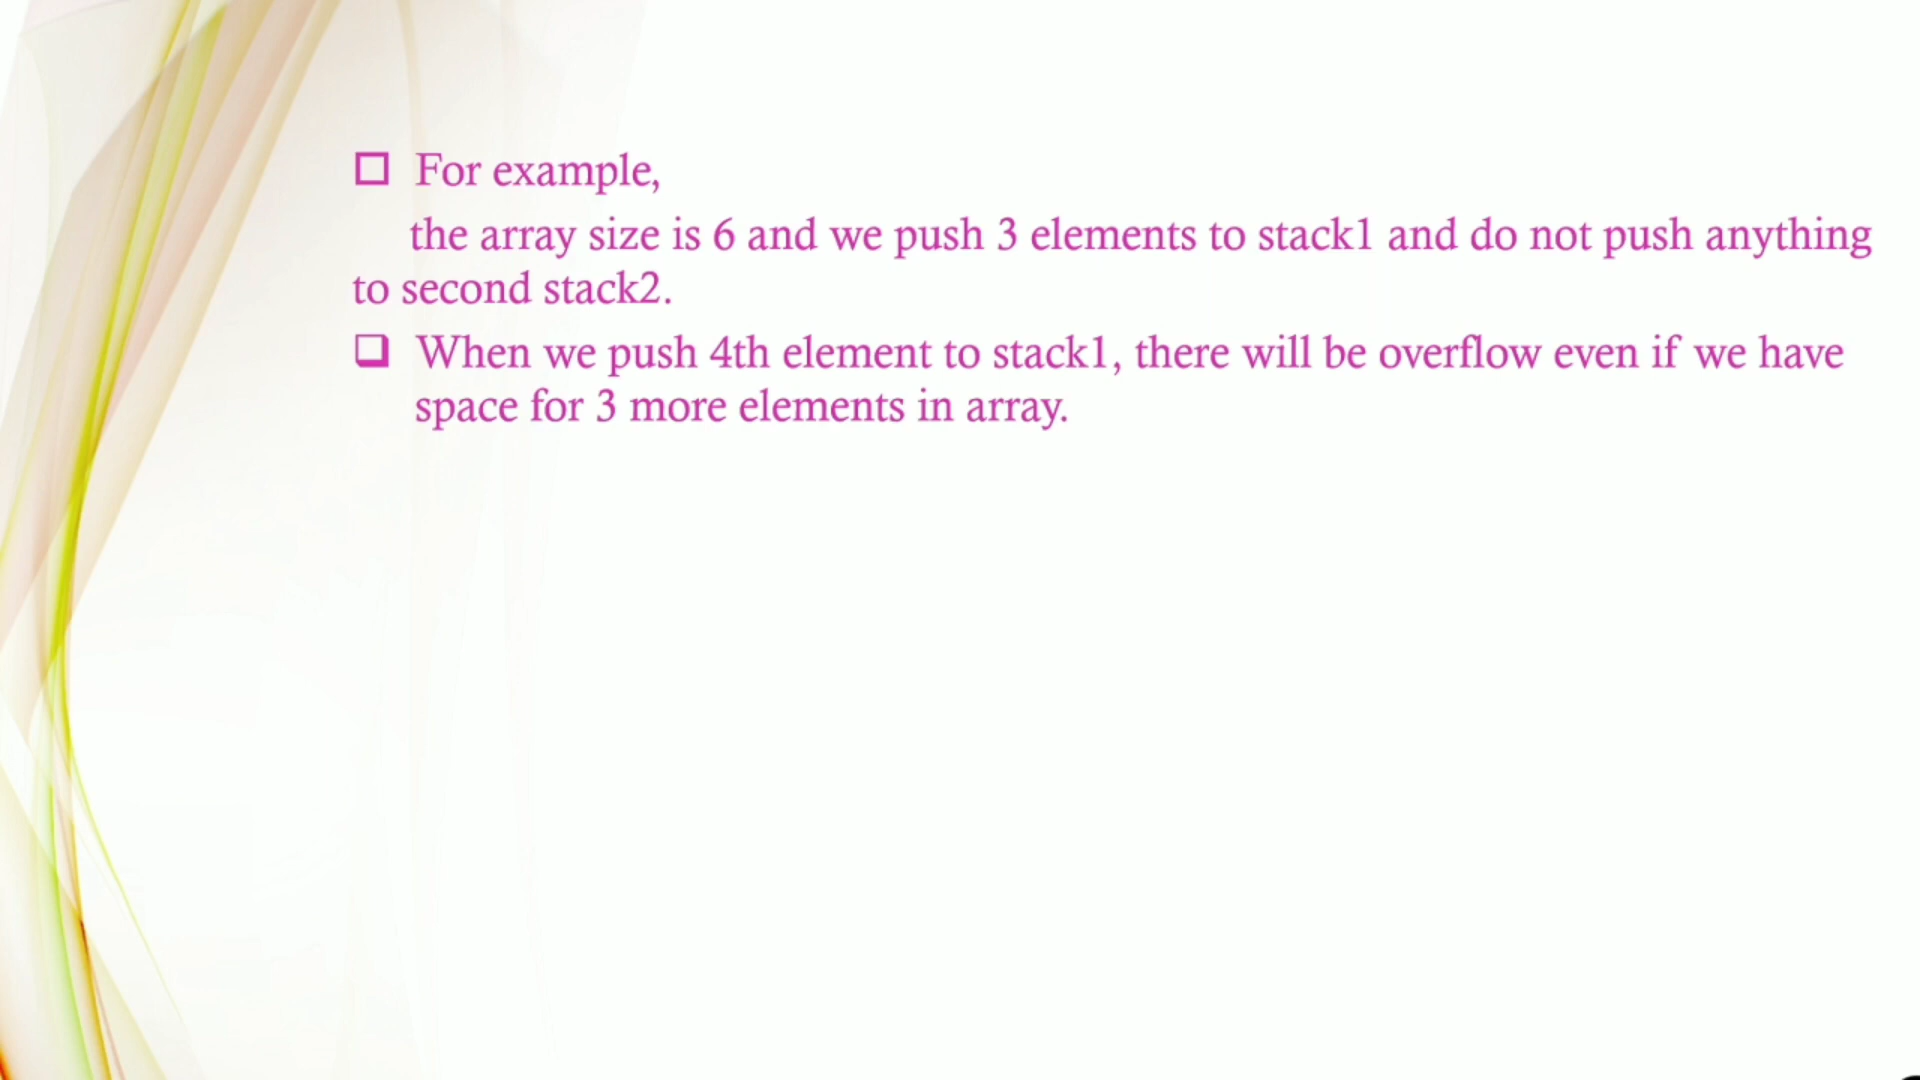 For example,
the array size is 6 and we push 3 elements to stack1 and do not push anything
to second stack2.
When we push 4th element to stack1, there will be overflow even if we have
space for 3 more elements in array.